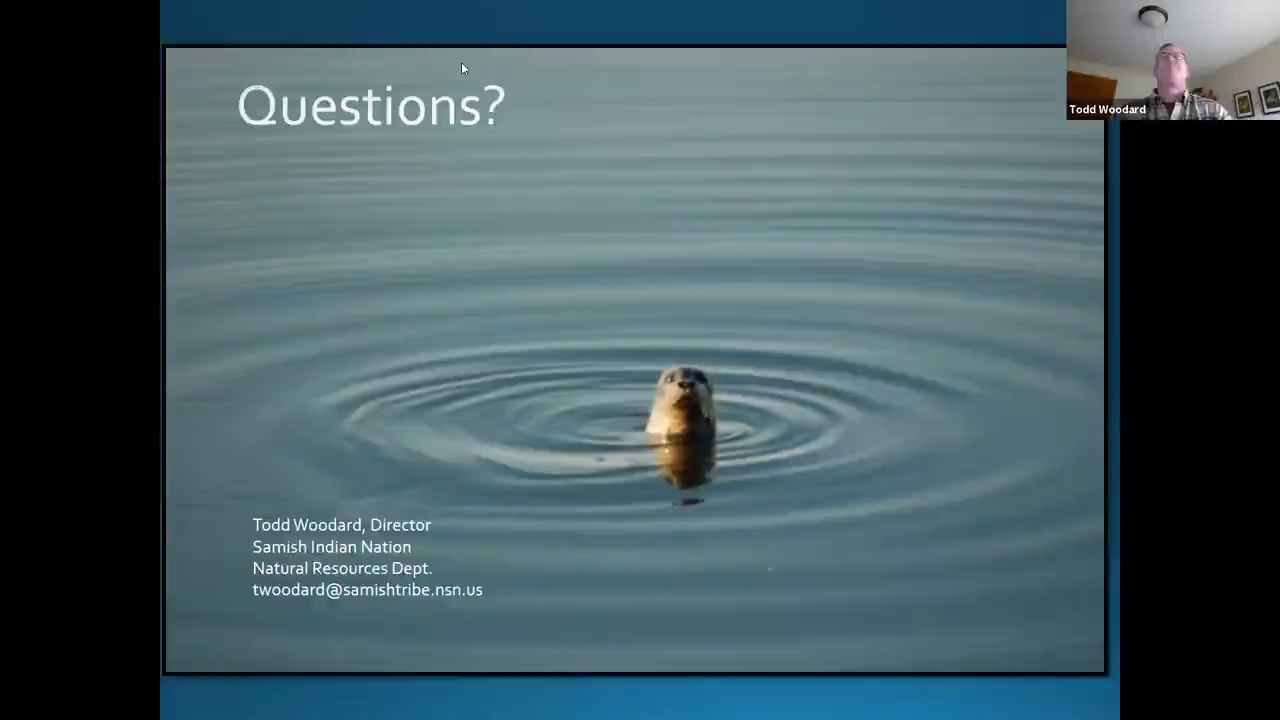 Questions?
Todd Woodard
Todd Woodard, Director
Samish Indian Nation
Natural Resources Dept.
twoodard@samishtribe.nsn.us